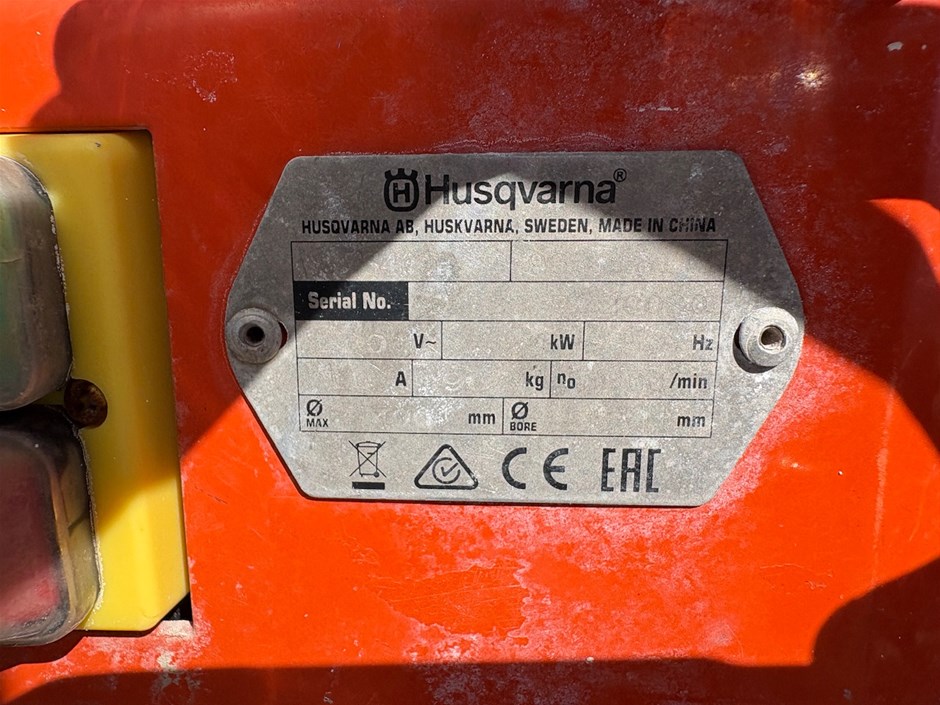 Husqvarna®
HUSQVARNA AB, HUSKVARNA, SWEDEN, MADE IN CHINA
Serial No.
V~ kW Hz
A kg no /min
Ø MAX mm Ø BORE mm
CE EAC